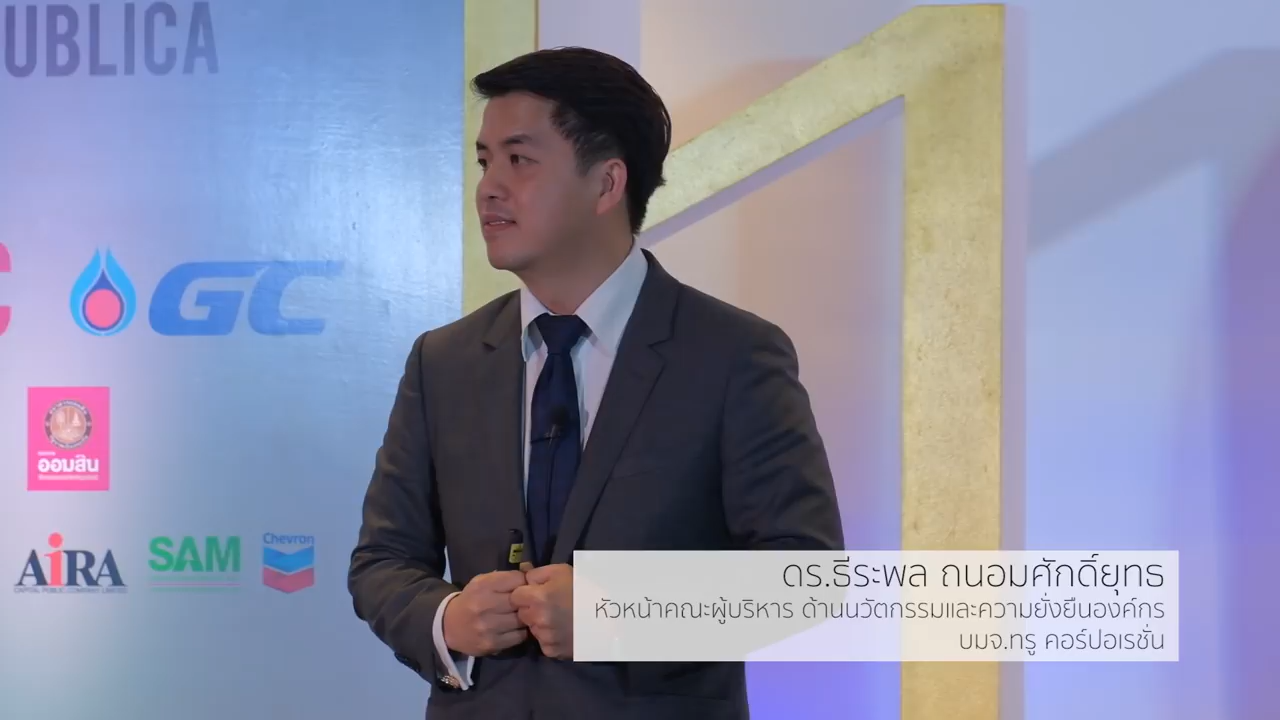 UBLICA
GC
ออมสิน
AiRA
CAPITAL PUBLIC COMPANY LIMITED
SAM
Chevron
ดร.ธีระพล ถนอมศักดิ์ยุทธ
หัวหน้าคณะผู้บริหาร ด้านนวัตกรรมและความยั่งยืนองค์กร
บมจ.ทรู คอร์ปอเรชั่น